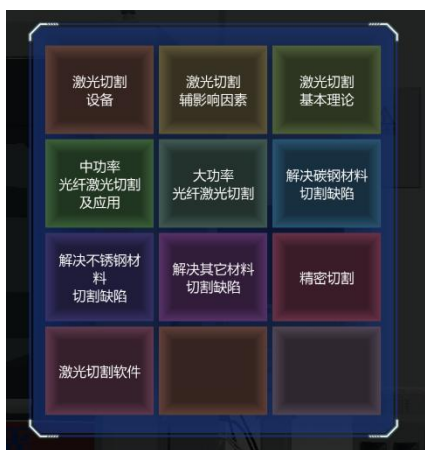 激光切割
设备
激光切割
辅影响因素
激光切割
基本理论
中功率
光纤激光切割
及应用
大功率
光纤激光切割
解决碳钢材料
切割缺陷
解决不锈钢材
料
切割缺陷
解决其它材料
切割缺陷
精密切割
激光切割软件